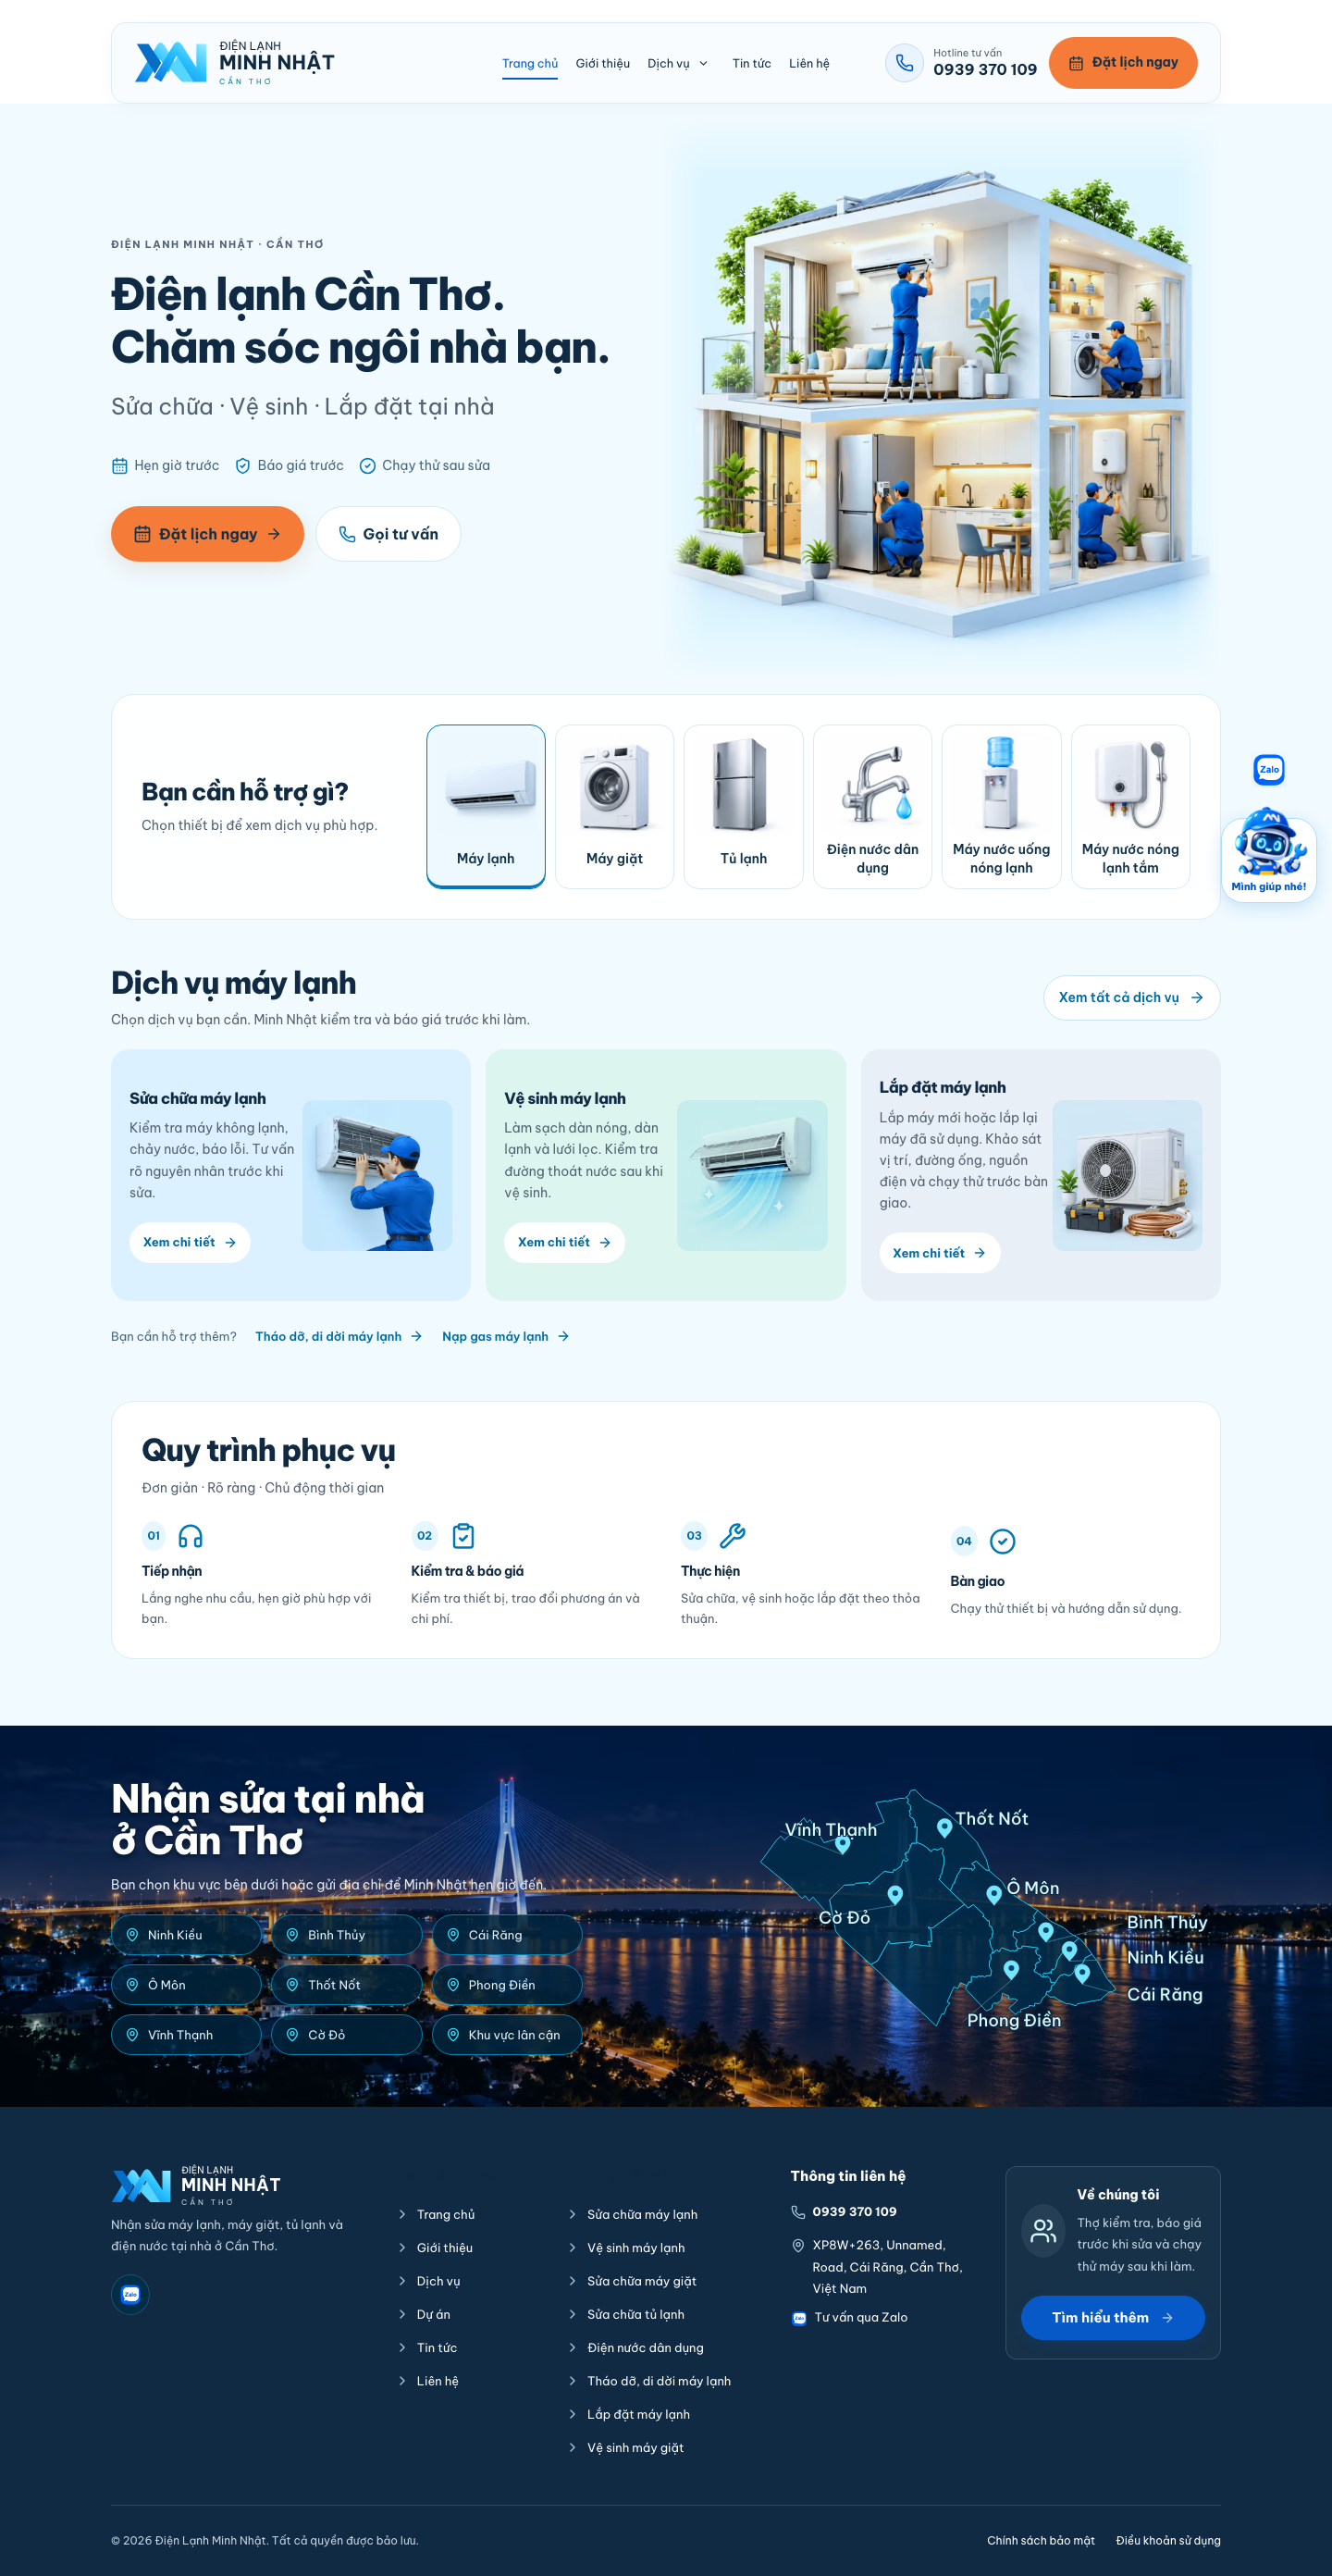 ĐIỆN LẠNH
MINH NHẬT
CẦN THƠ
Trang chủ
Giới thiệu
Dịch vụ
Tin tức
Liên hệ
Hotline tư vấn
0939 370 109
Đặt lịch ngay
ĐIỆN LẠNH MINH NHẬT · CẦN THƠ
Điện lạnh Cần Thơ.
Chăm sóc ngôi nhà bạn.
Sửa chữa · Vệ sinh · Lắp đặt tại nhà
Hẹn giờ trước
Báo giá trước
Chạy thử sau sửa
Đặt lịch ngay
Gọi tư vấn
Bạn cần hỗ trợ gì?
Chọn thiết bị để xem dịch vụ phù hợp.
Máy lạnh
Máy giặt
Tủ lạnh
Điện nước dân
dụng
Máy nước uống
nóng lạnh
Máy nước nóng
lạnh tắm
Zalo
Mình giúp nhé!
Dịch vụ máy lạnh
Chọn dịch vụ bạn cần. Minh Nhật kiểm tra và báo giá trước khi làm.
Xem tất cả dịch vụ
Sửa chữa máy lạnh
Kiểm tra máy không lạnh,
chảy nước, báo lỗi. Tư vấn
rõ nguyên nhân trước khi
sửa.
Xem chi tiết
Vệ sinh máy lạnh
Làm sạch dàn nóng, dàn
lạnh và lưới lọc. Kiểm tra
đường thoát nước sau khi
vệ sinh.
Xem chi tiết
Lắp đặt máy lạnh
Lắp máy mới hoặc lắp lại
máy đã sử dụng. Khảo sát
vị trí, đường ống, nguồn
điện và chạy thử trước bàn
giao.
Xem chi tiết
Bạn cần hỗ trợ thêm?
Tháo dỡ, di dời máy lạnh
Nạp gas máy lạnh
Quy trình phục vụ
Đơn giản · Rõ ràng · Chủ động thời gian
01
Tiếp nhận
Lắng nghe nhu cầu, hẹn giờ phù hợp với
bạn.
02
Kiểm tra & báo giá
Kiểm tra thiết bị, trao đổi phương án và
chi phí.
03
Thực hiện
Sửa chữa, vệ sinh hoặc lắp đặt theo thỏa
thuận.
04
Bàn giao
Chạy thử thiết bị và hướng dẫn sử dụng.
Nhận sửa tại nhà
ở Cần Thơ
Bạn chọn khu vực bên dưới hoặc gửi địa chỉ để Minh Nhật hẹn giờ đến.
Ninh Kiều
Bình Thủy
Cái Răng
Ô Môn
Thốt Nốt
Phong Điền
Vĩnh Thạnh
Cờ Đỏ
Khu vực lân cận
Vĩnh Thạnh
Thốt Nốt
Ô Môn
Cờ Đỏ
Bình Thủy
Ninh Kiều
Cái Răng
Phong Điền
ĐIỆN LẠNH
MINH NHẬT
CẦN THƠ
Nhận sửa máy lạnh, máy giặt, tủ lạnh và
điện nước tại nhà ở Cần Thơ.
Zalo
Trang chủ
Giới thiệu
Dịch vụ
Dự án
Tin tức
Liên hệ
Sửa chữa máy lạnh
Vệ sinh máy lạnh
Sửa chữa máy giặt
Sửa chữa tủ lạnh
Điện nước dân dụng
Tháo dỡ, di dời máy lạnh
Lắp đặt máy lạnh
Vệ sinh máy giặt
Thông tin liên hệ
0939 370 109
XP8W+263, Unnamed,
Road, Cái Răng, Cần Thơ,
Việt Nam
Zalo
Tư vấn qua Zalo
Về chúng tôi
Thợ kiểm tra, báo giá
trước khi sửa và chạy
thử máy sau khi làm.
Tìm hiểu thêm
© 2026 Điện Lạnh Minh Nhật. Tất cả quyền được bảo lưu.
Chính sách bảo mật
Điều khoản sử dụng